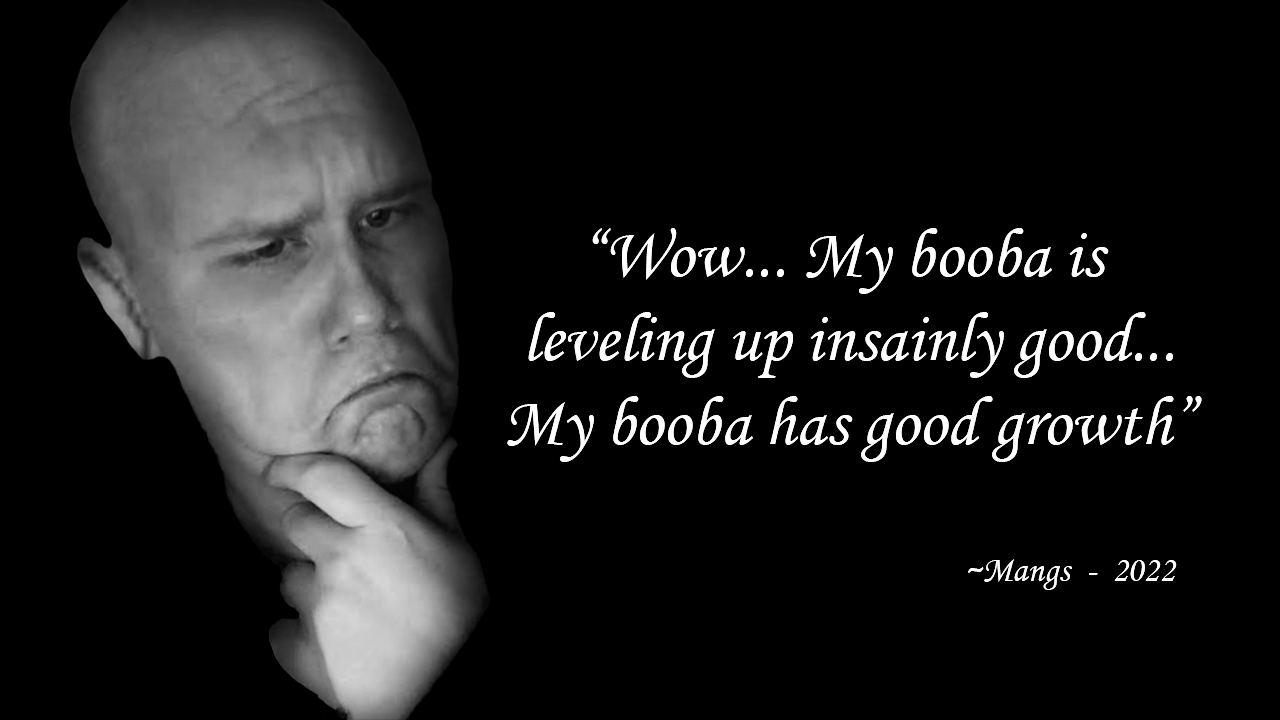 “Wow... My booba is
leveling up insainly good...
My booba has good growth”
~Mangs - 2022